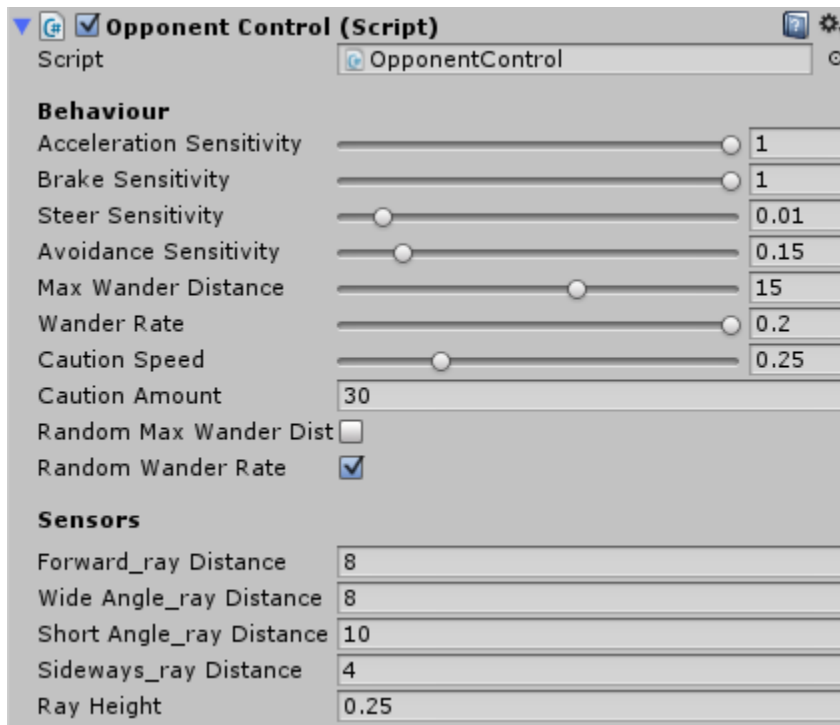 Opponent Control (Script)
Script OpponentControl
Behaviour
Acceleration Sensitivity 1
Brake Sensitivity 1
Steer Sensitivity 0.01
Avoidance Sensitivity 0.15
Max Wander Distance 15
Wander Rate 0.2
Caution Speed 0.25
Caution Amount 30
Random Max Wander Dist
Random Wander Rate
Sensors
Forward_ray Distance 8
Wide Angle_ray Distance 8
Short Angle_ray Distance 10
Sideways_ray Distance 4
Ray Height 0.25